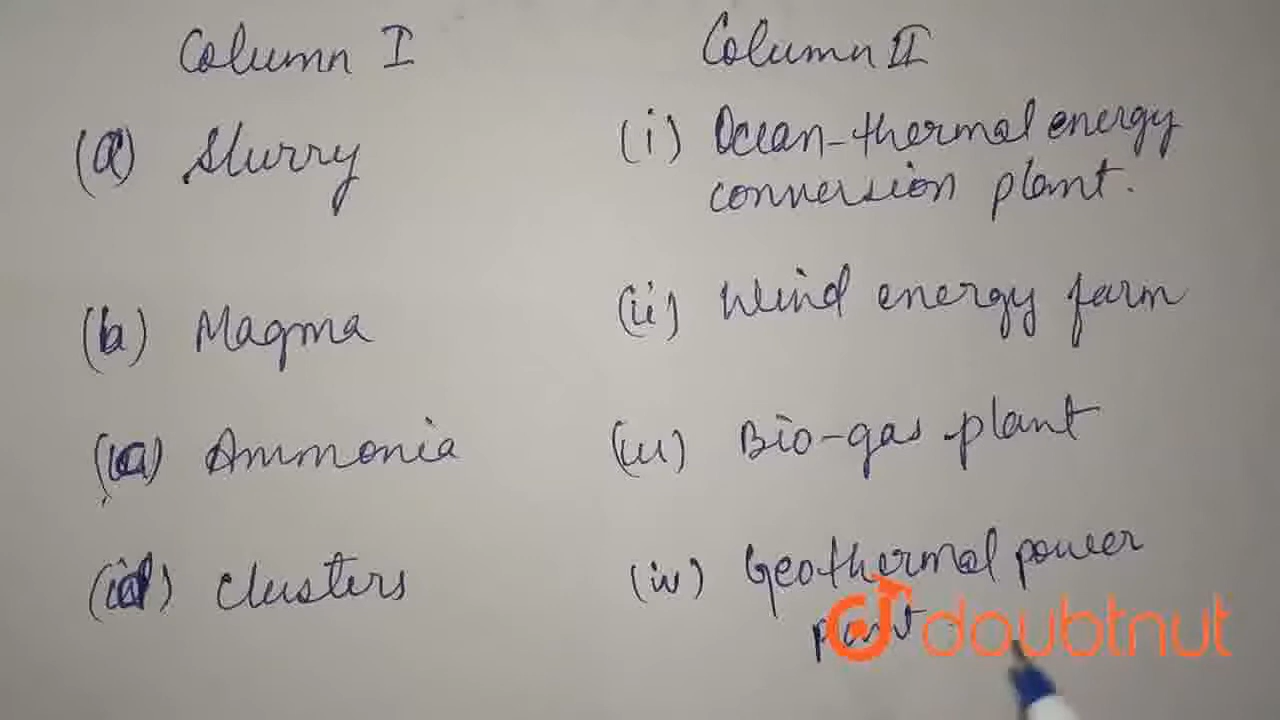 Column I Column II
(a) Slurry (i) Ocean-thermal energy
conversion plant.
(b) Magma (ii) Wind energy farm
(c) Ammonia (iii) Bio-gas plant
(d) Clusters (iv) Geothermal power
plant
doubtnut